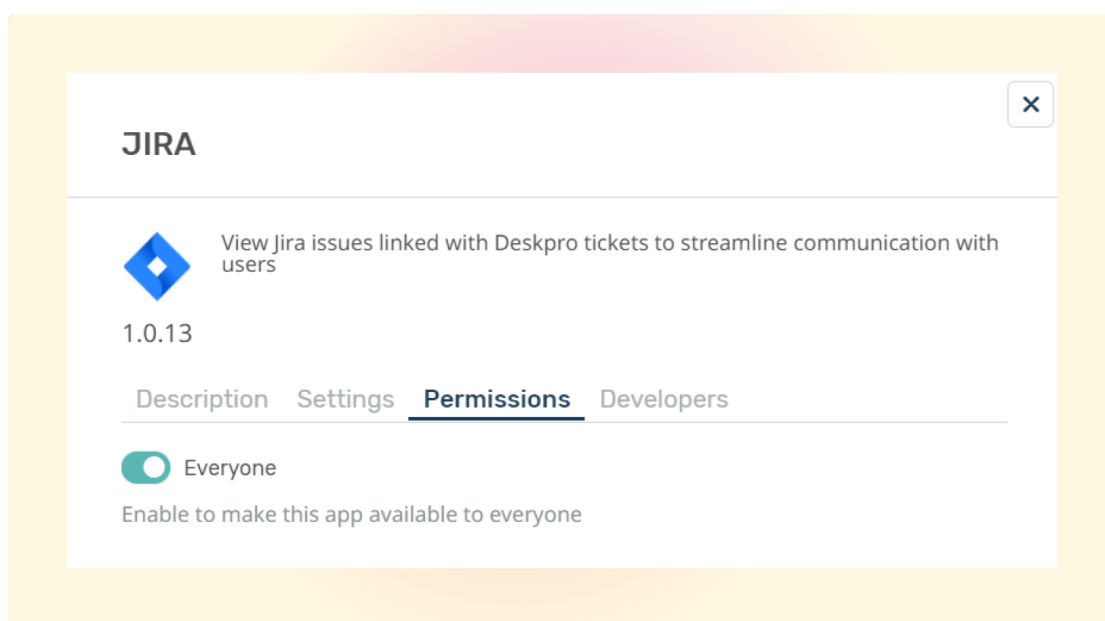 JIRA
View Jira issues linked with Deskpro tickets to streamline communication with
users
1.0.13
Description Settings Permissions Developers
Everyone
Enable to make this app available to everyone